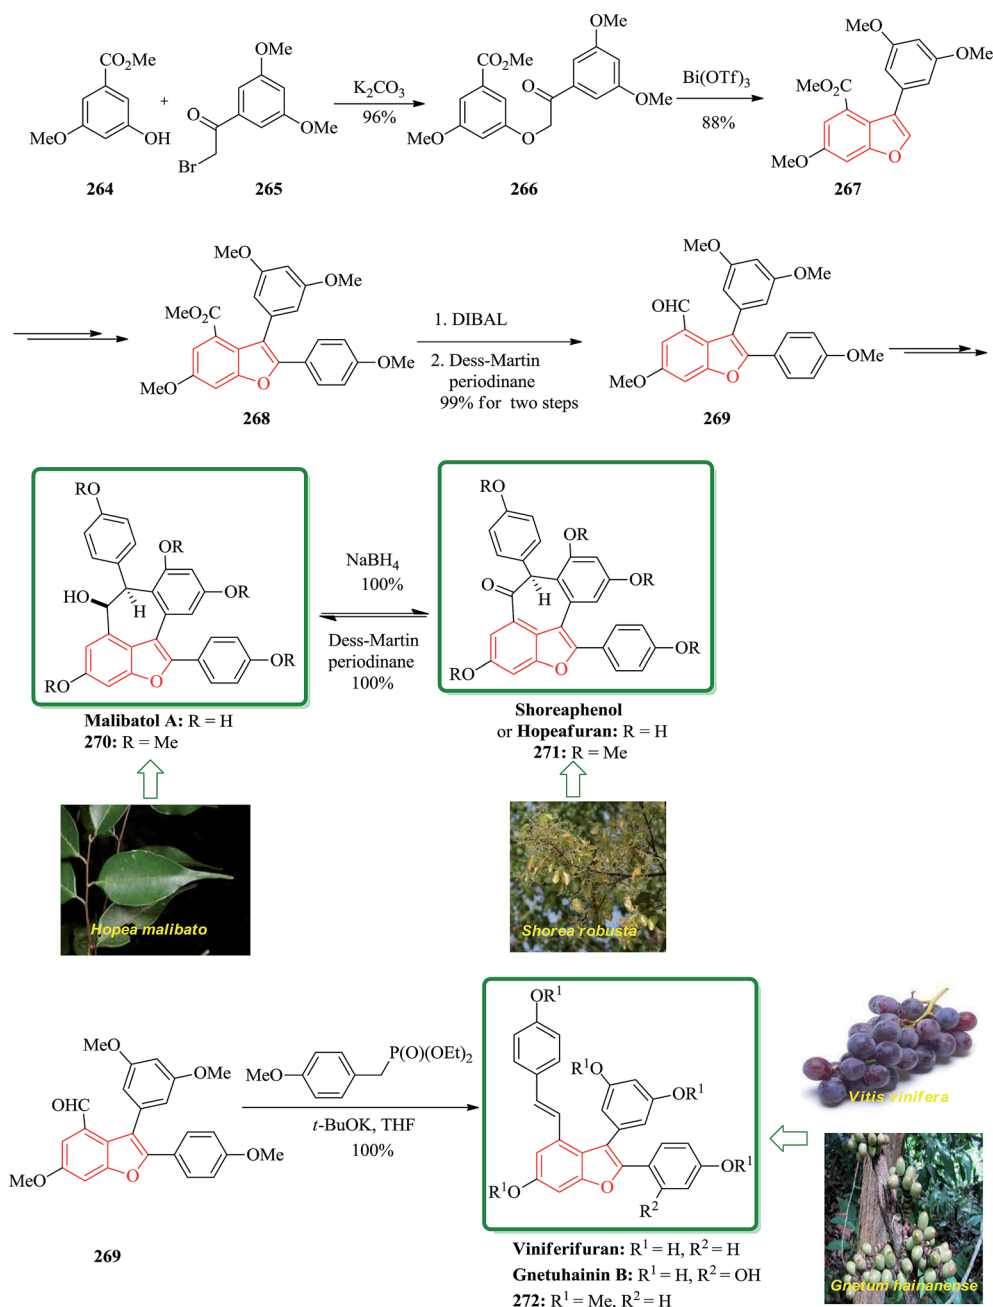 CO₂Me
MeO
OH
264
+
OMe
O
OMe
Br
265
K₂CO₃
96%
OMe
CO₂Me
O
OMe
MeO
O
266
Bi(OTf)₃
88%
MeO
OMe
MeO₂C
MeO
O
267
MeO
OMe
MeO₂C
OMe
MeO
O
268
1. DIBAL
2. Dess-Martin
periodinane
99% for two steps
MeO
OMe
OHC
OMe
MeO
O
269
RO
OR
OR
HO
H
OR
RO
O
Malibatol A: R = H
270: R = Me
NaBH₄
100%
Dess-Martin
periodinane
100%
RO
OR
OR
O
H
OR
RO
O
Shoreaphenol
or Hopeafuran: R = H
271: R = Me
Hopea malibato
Shorea robusta
MeO
OMe
OHC
OMe
MeO
O
269
P(O)(OEt)₂
MeO
t-BuOK, THF
100%
OR¹
R¹O
OR¹
OR¹
R¹O
O
R²
Viniferifuran: R¹ = H, R² = H
Gnetuhainin B: R¹ = H, R² = OH
272: R¹ = Me, R² = H
Vitis vinifera
Gnetum hainanense